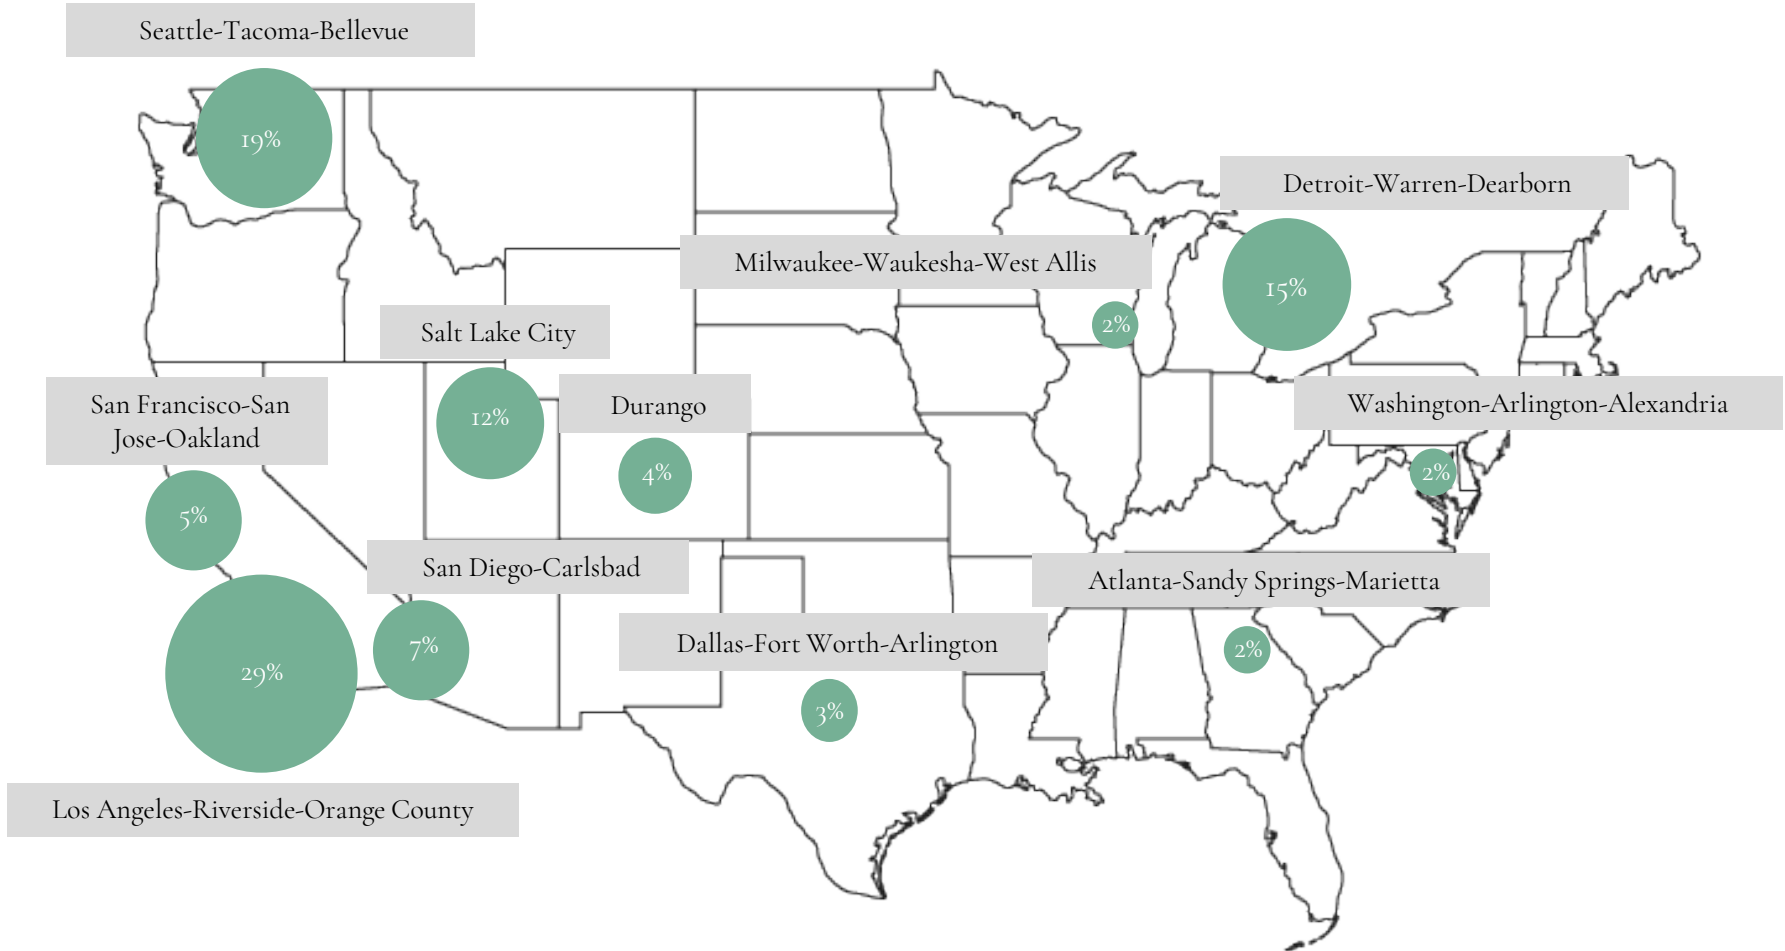 Seattle-Tacoma-Bellevue
19%
Detroit-Warren-Dearborn
15%
Milwaukee-Waukesha-West Allis
2%
Salt Lake City
12%
Durango
4%
San Francisco-San
Jose-Oakland
5%
Washington-Arlington-Alexandria
2%
San Diego-Carlsbad
7%
Atlanta-Sandy Springs-Marietta
2%
Dallas-Fort Worth-Arlington
3%
29%
Los Angeles-Riverside-Orange County